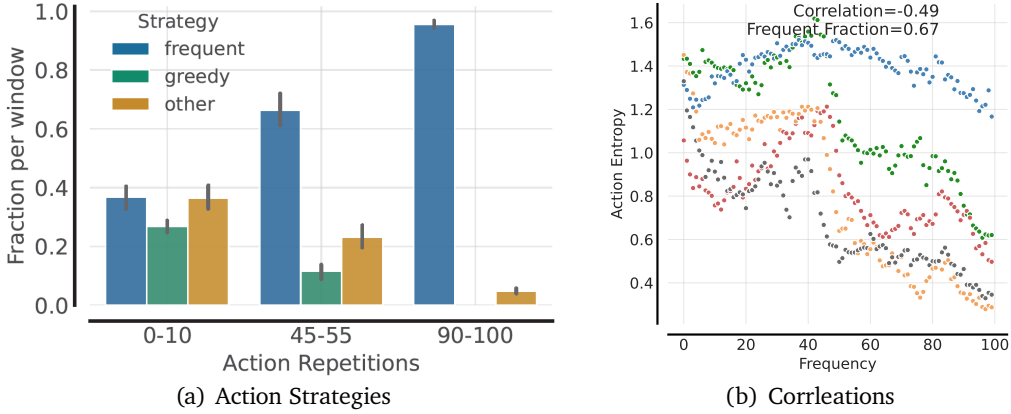 Strategy
frequent
greedy
other
1.0
0.8
0.6
0.4
0.2
0.0
Fraction per window
0-10 45-55 90-100
Action Repetitions
(a) Action Strategies
Correlation=-0.49
Frequent Fraction=0.67
1.6
1.4
1.2
1.0
0.8
0.6
0.4
Action Entropy
0 20 40 60 80 100
Frequency
(b) Corrleations